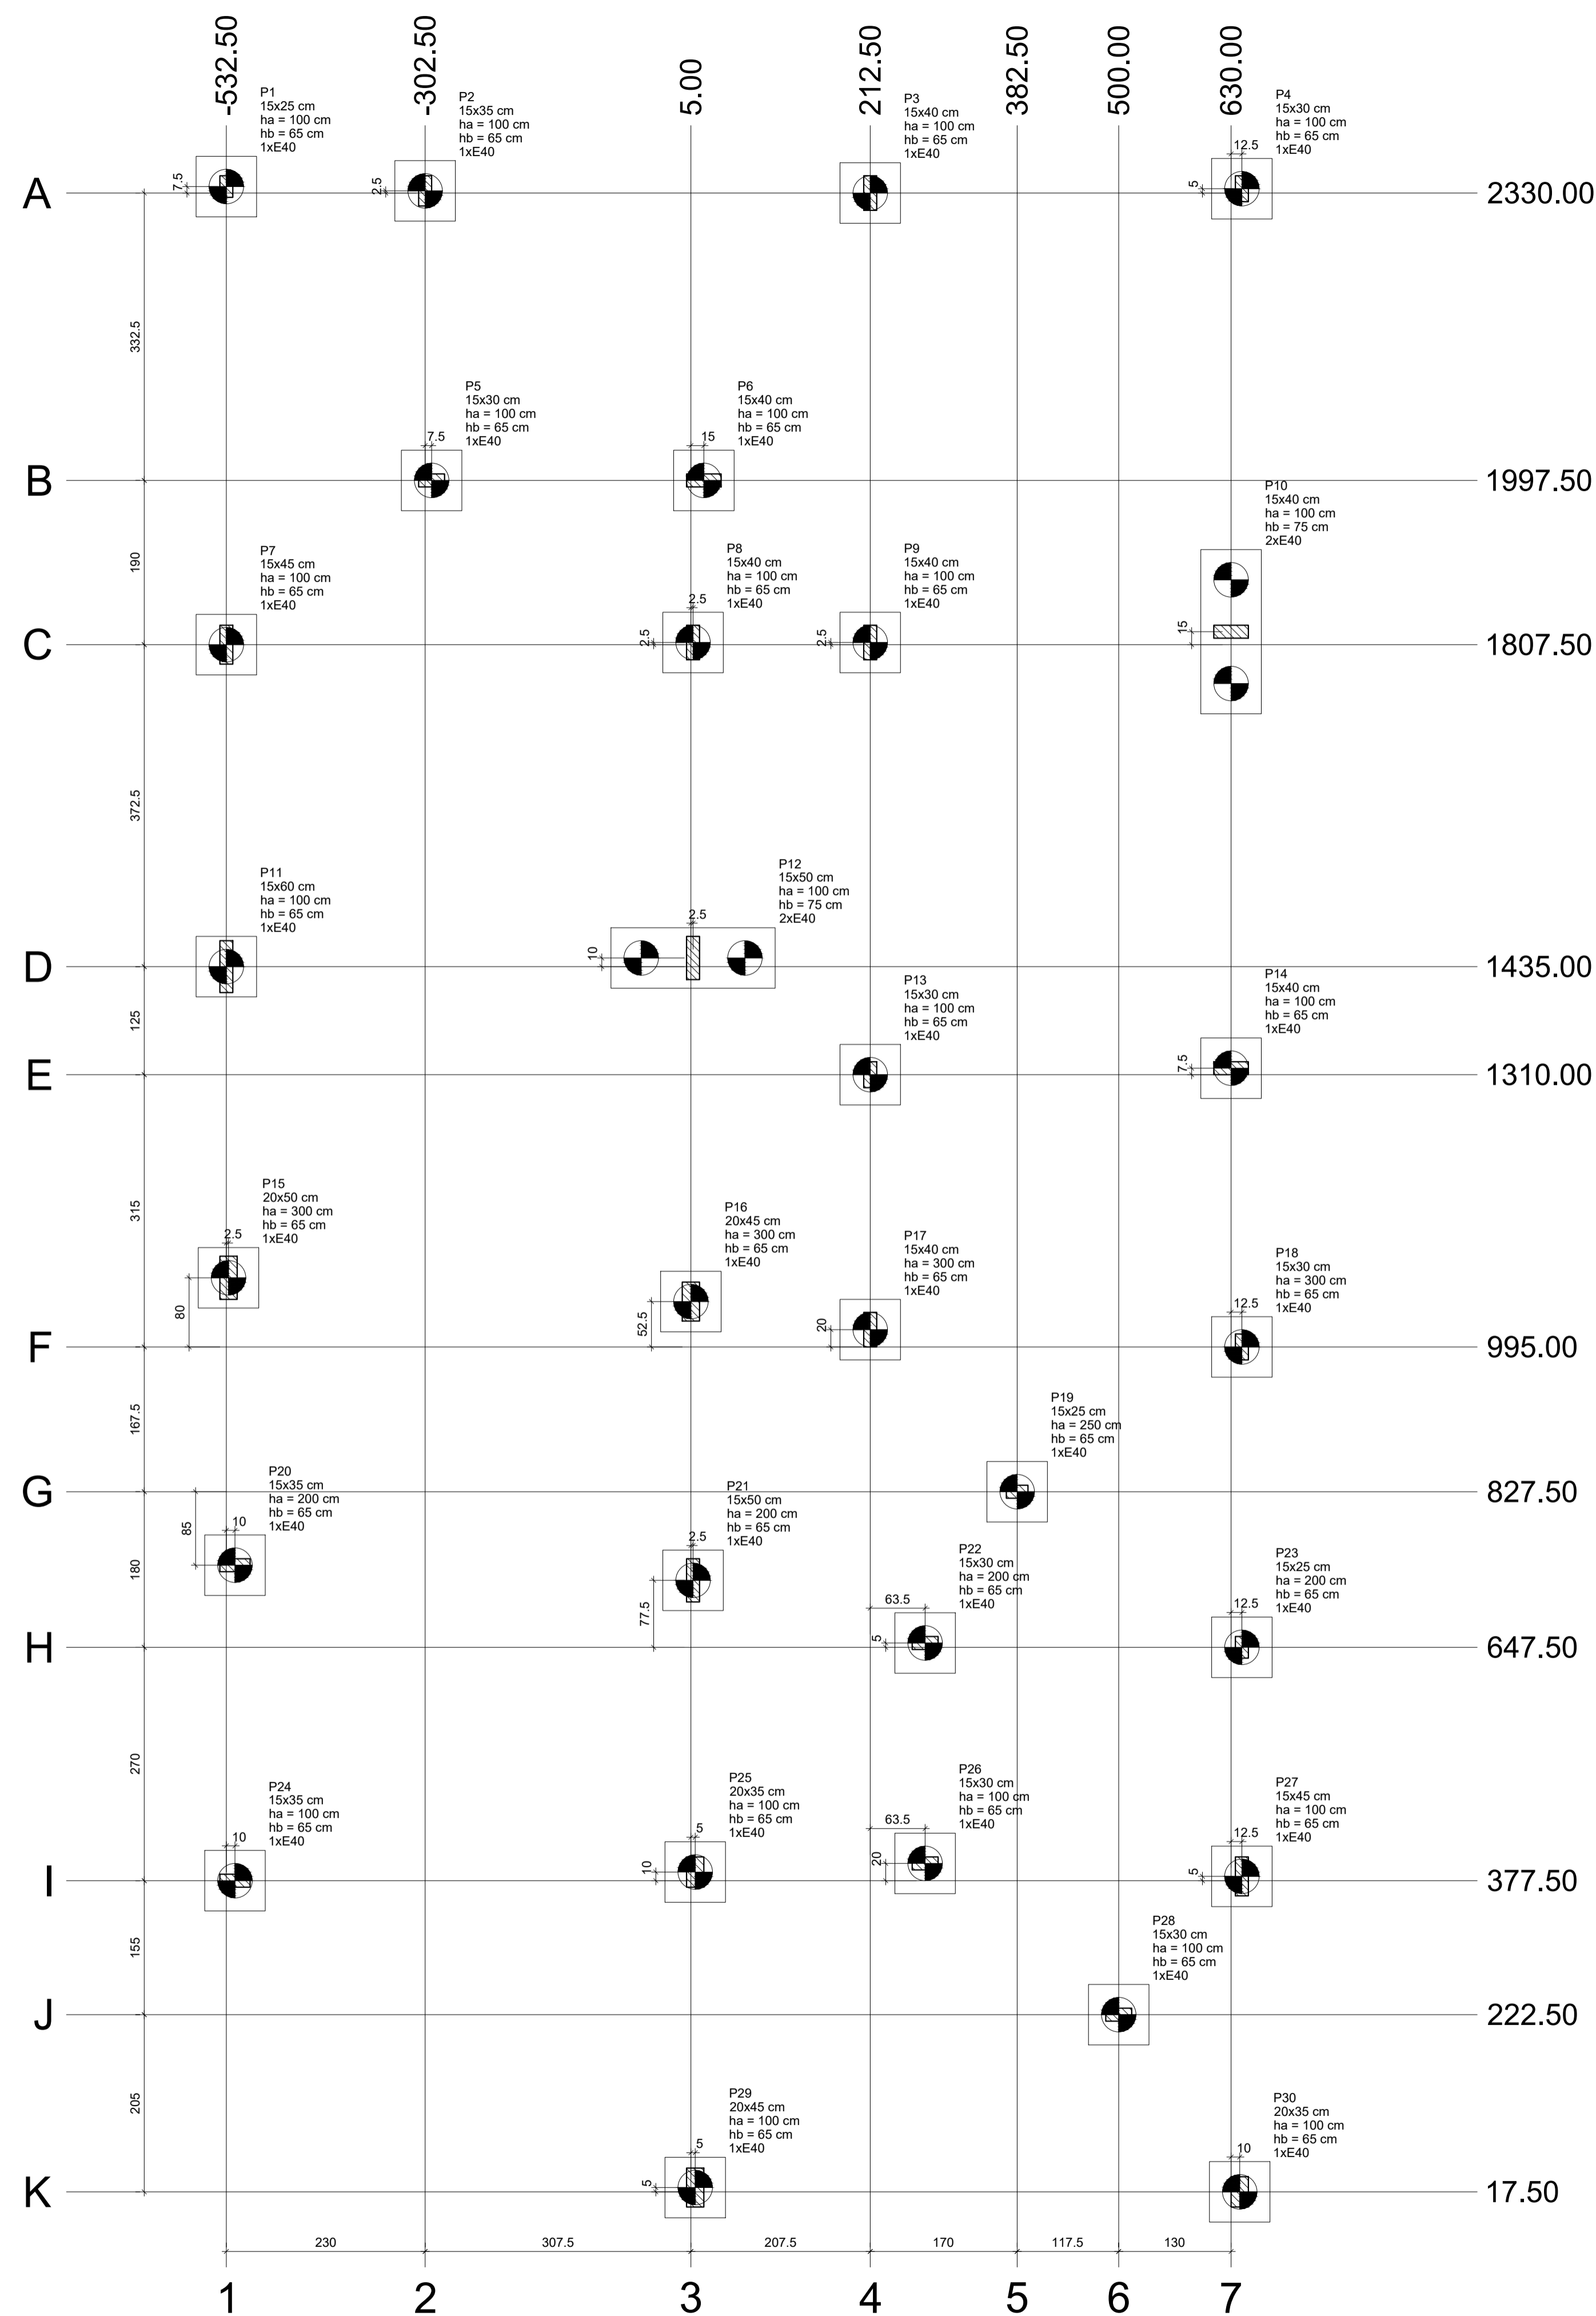 -532.50
-302.50
5.00
212.50
382.50
500.00
630.00
P1
15x25 cm
ha = 100 cm
hb = 65 cm
1xE40
P2
15x35 cm
ha = 100 cm
hb = 65 cm
1xE40
P3
15x40 cm
ha = 100 cm
hb = 65 cm
1xE40
P4
15x30 cm
ha = 100 cm
hb = 65 cm
1xE40
7.5
2.5
12.5
5
A
2330.00
332.5
P5
15x30 cm
ha = 100 cm
hb = 65 cm
1xE40
7.5
P6
15x40 cm
ha = 100 cm
hb = 65 cm
1xE40
15
B
1997.50
190
P7
15x45 cm
ha = 100 cm
hb = 65 cm
1xE40
P8
15x40 cm
ha = 100 cm
hb = 65 cm
1xE40
2.5
2.5
P9
15x40 cm
ha = 100 cm
hb = 65 cm
1xE40
2.5
P10
15x40 cm
ha = 100 cm
hb = 75 cm
2xE40
15
C
1807.50
372.5
P11
15x60 cm
ha = 100 cm
hb = 65 cm
1xE40
P12
15x50 cm
ha = 100 cm
hb = 75 cm
2xE40
2.5
10
D
1435.00
125
P13
15x30 cm
ha = 100 cm
hb = 65 cm
1xE40
P14
15x40 cm
ha = 100 cm
hb = 65 cm
1xE40
7.5
E
1310.00
315
P15
20x50 cm
ha = 300 cm
hb = 65 cm
1xE40
2.5
80
P16
20x45 cm
ha = 300 cm
hb = 65 cm
1xE40
52.5
P17
15x40 cm
ha = 300 cm
hb = 65 cm
1xE40
20
P18
15x30 cm
ha = 300 cm
hb = 65 cm
1xE40
12.5
F
995.00
167.5
P19
15x25 cm
ha = 250 cm
hb = 65 cm
1xE40
G
827.50
180
P20
15x35 cm
ha = 200 cm
hb = 65 cm
1xE40
10
85
P21
15x50 cm
ha = 200 cm
hb = 65 cm
1xE40
2.5
77.5
P22
15x30 cm
ha = 200 cm
hb = 65 cm
1xE40
63.5
5
P23
15x25 cm
ha = 200 cm
hb = 65 cm
1xE40
12.5
H
647.50
270
P24
15x35 cm
ha = 100 cm
hb = 65 cm
1xE40
10
P25
20x35 cm
ha = 100 cm
hb = 65 cm
1xE40
5
10
P26
15x30 cm
ha = 100 cm
hb = 65 cm
1xE40
63.5
20
P27
15x45 cm
ha = 100 cm
hb = 65 cm
1xE40
12.5
5
I
377.50
155
P28
15x30 cm
ha = 100 cm
hb = 65 cm
1xE40
J
222.50
205
P29
20x45 cm
ha = 100 cm
hb = 65 cm
1xE40
5
5
P30
20x35 cm
ha = 100 cm
hb = 65 cm
1xE40
10
K
17.50
230
307.5
207.5
170
117.5
130
1
2
3
4
5
6
7